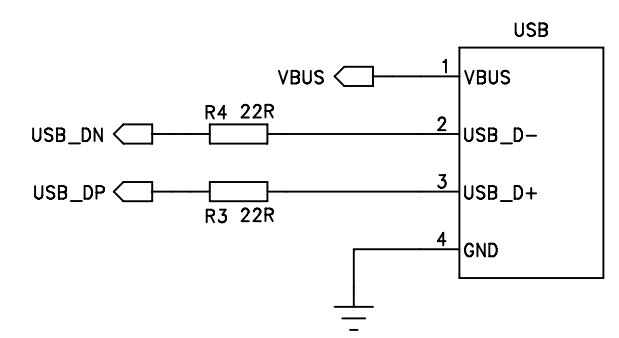 USB
VBUS 1 VBUS
R4 22R
USB_DN 2 USB_D-
USB_DP 3 USB_D+
R3 22R
4 GND